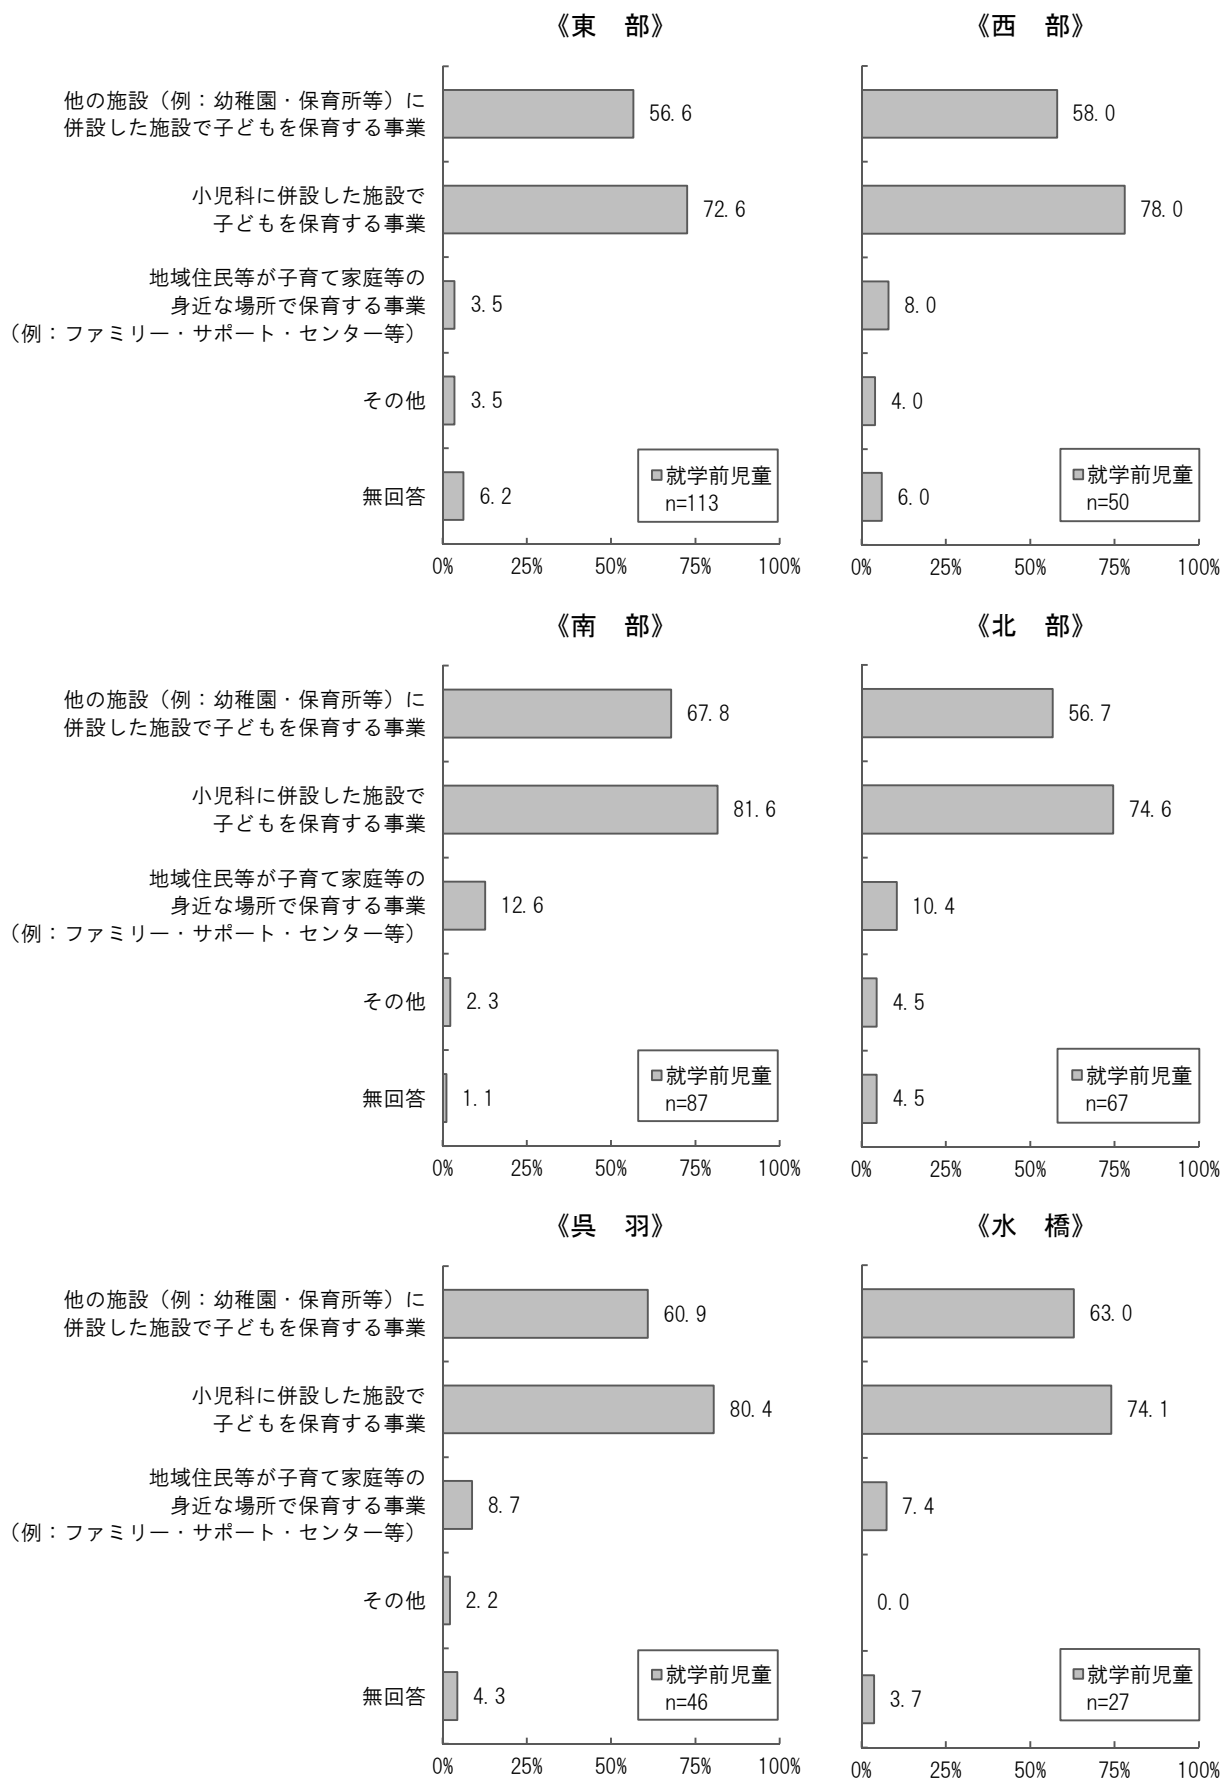 《東　部》
他の施設（例：幼稚園・保育所等）に
併設した施設で子どもを保育する事業
56.6
小児科に併設した施設で
子どもを保育する事業
72.6
地域住民等が子育て家庭等の
身近な場所で保育する事業
（例：ファミリー・サポート・センター等）
3.5
その他
3.5
無回答
6.2
就学前児童
n=113
0% 25% 50% 75% 100%
《西　部》
58.0
78.0
8.0
4.0
6.0
就学前児童
n=50
0% 25% 50% 75% 100%
《南　部》
他の施設（例：幼稚園・保育所等）に
併設した施設で子どもを保育する事業
67.8
小児科に併設した施設で
子どもを保育する事業
81.6
地域住民等が子育て家庭等の
身近な場所で保育する事業
（例：ファミリー・サポート・センター等）
12.6
その他
2.3
無回答
1.1
就学前児童
n=87
0% 25% 50% 75% 100%
《北　部》
56.7
74.6
10.4
4.5
4.5
就学前児童
n=67
0% 25% 50% 75% 100%
《呉　羽》
他の施設（例：幼稚園・保育所等）に
併設した施設で子どもを保育する事業
60.9
小児科に併設した施設で
子どもを保育する事業
80.4
地域住民等が子育て家庭等の
身近な場所で保育する事業
（例：ファミリー・サポート・センター等）
8.7
その他
2.2
無回答
4.3
就学前児童
n=46
0% 25% 50% 75% 100%
《水　橋》
63.0
74.1
7.4
0.0
3.7
就学前児童
n=27
0% 25% 50% 75% 100%